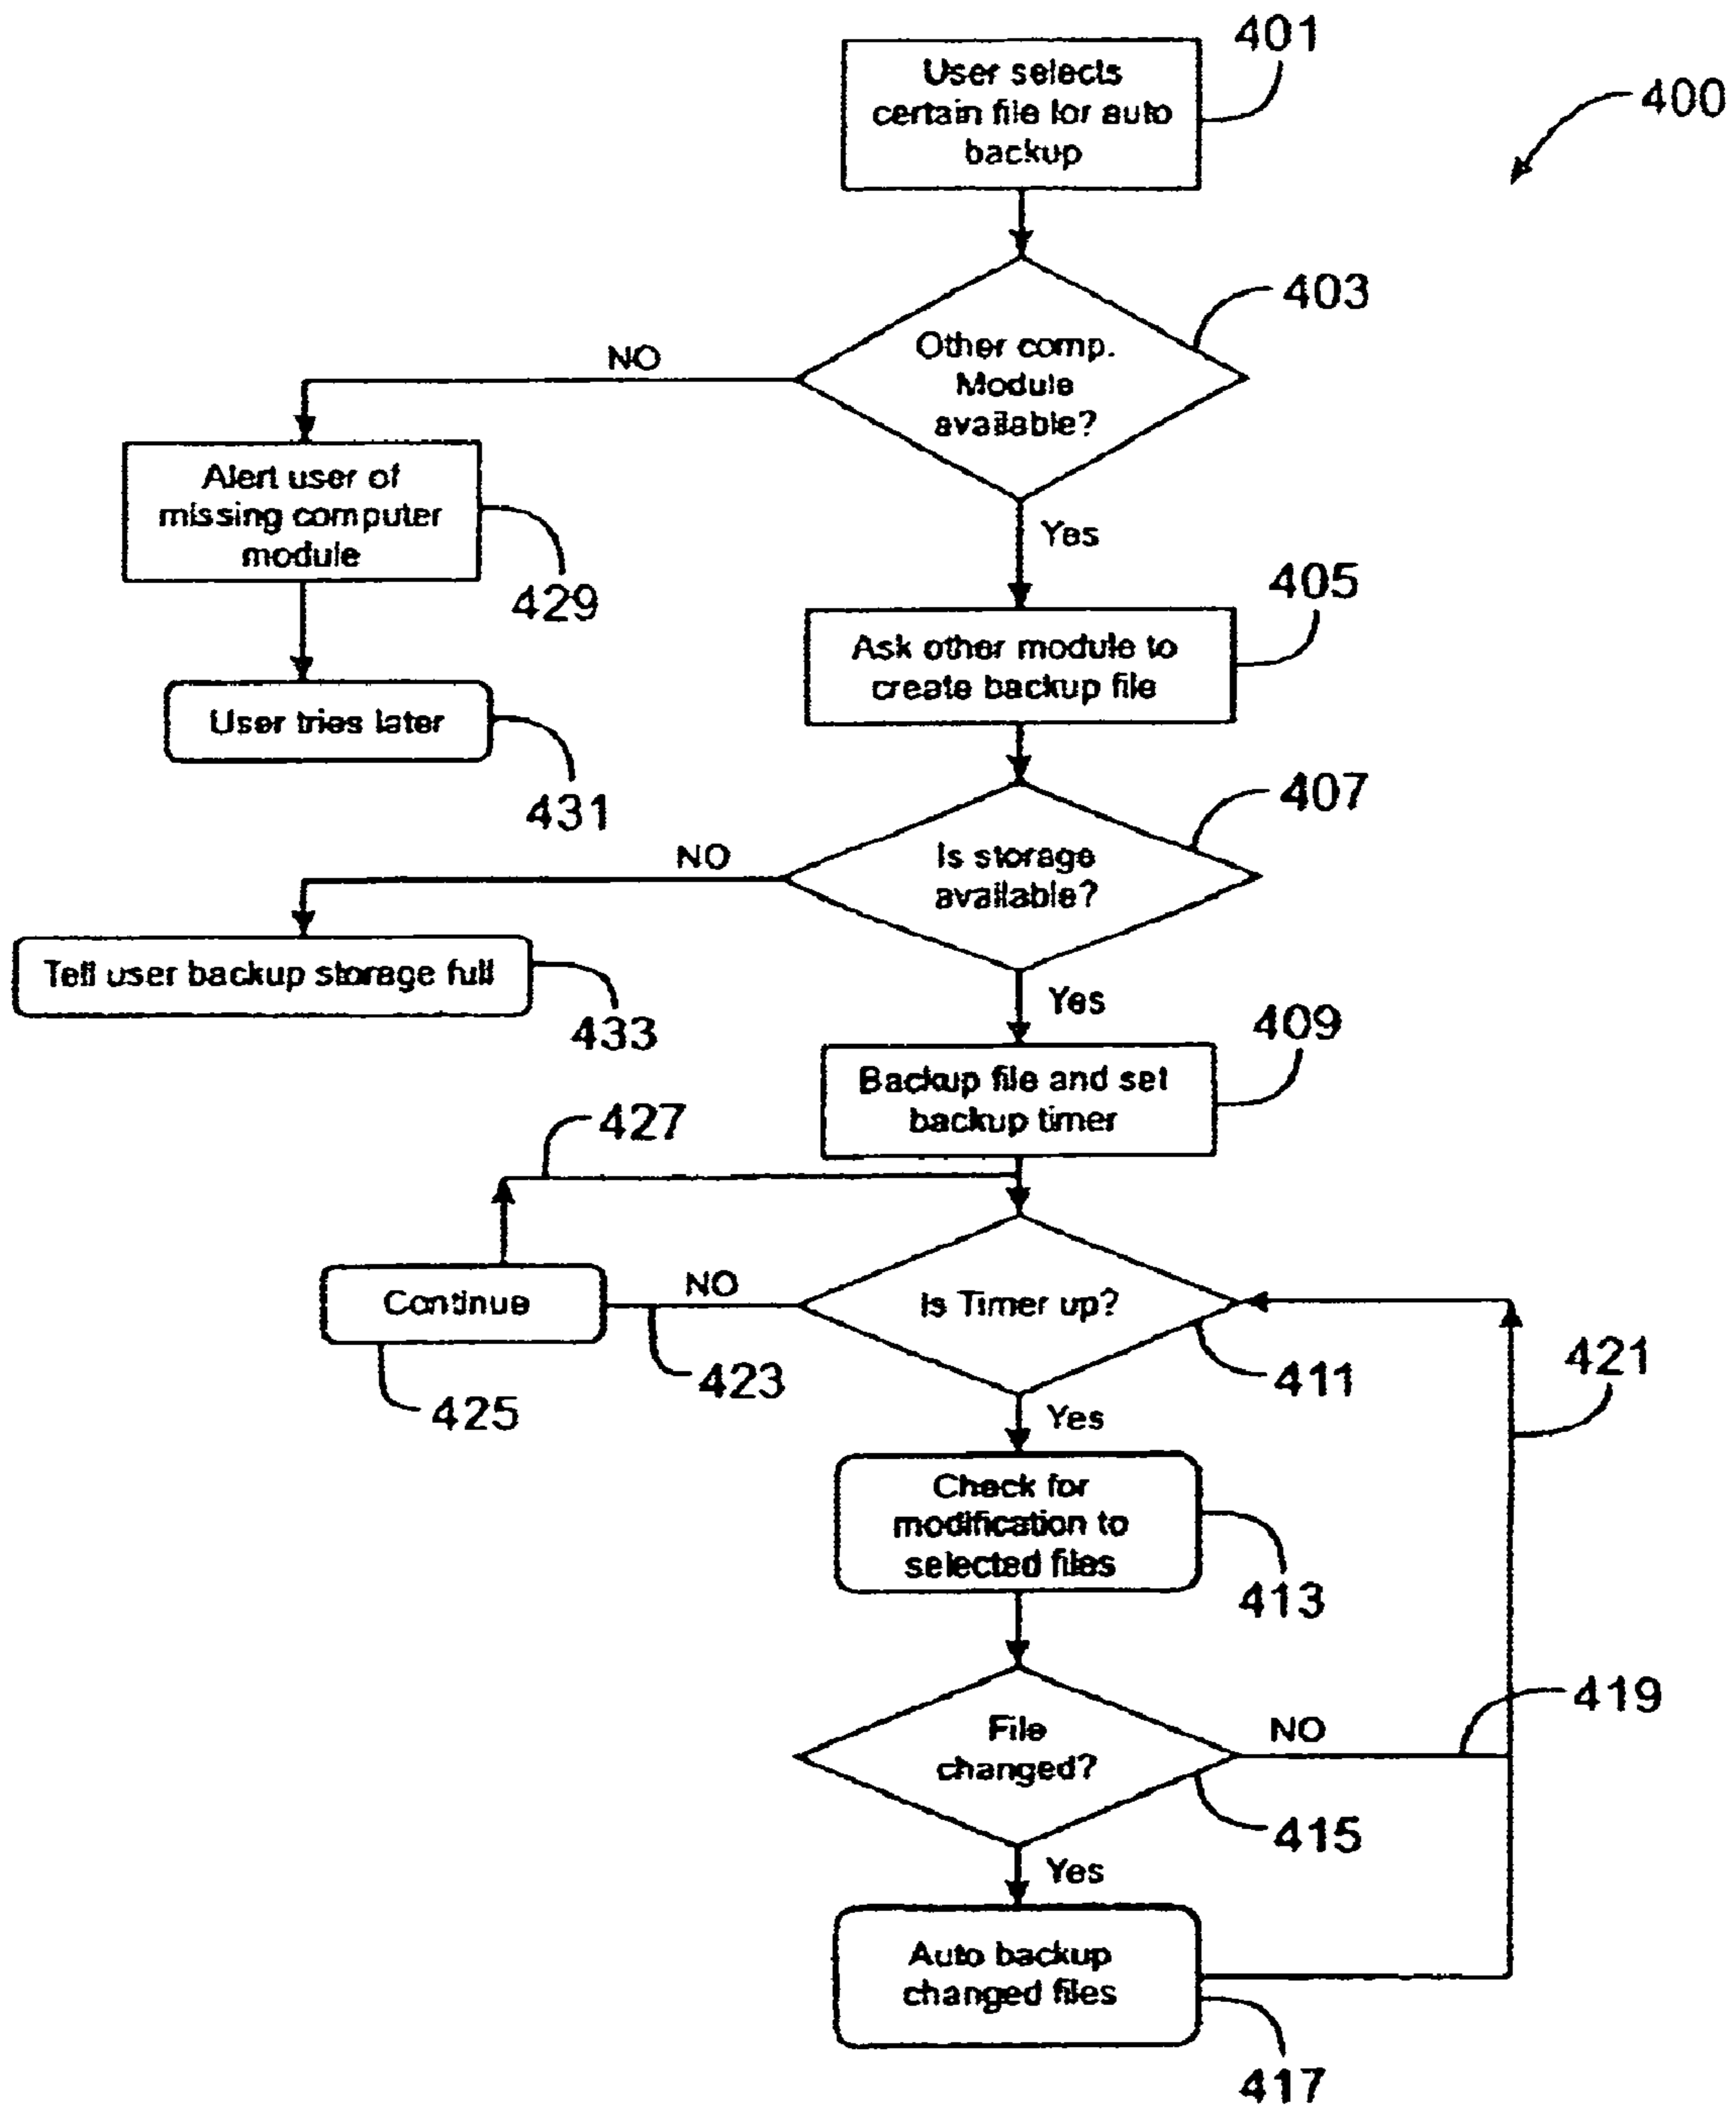 401
400
User selects
certain file for auto
backup
403
Other comp.
Module
available?
NO
Yes
Alert user of
missing computer
module
429
405
Ask other module to
create backup file
User tries later
431
407
Is storage
available?
NO
Yes
Tell user backup storage full
433
409
Backup file and set
backup timer
427
Continue
NO
Is Timer up?
423
411
421
425
Yes
Check for
modification to
selected files
413
419
File
changed?
NO
415
Yes
Auto backup
changed files
417